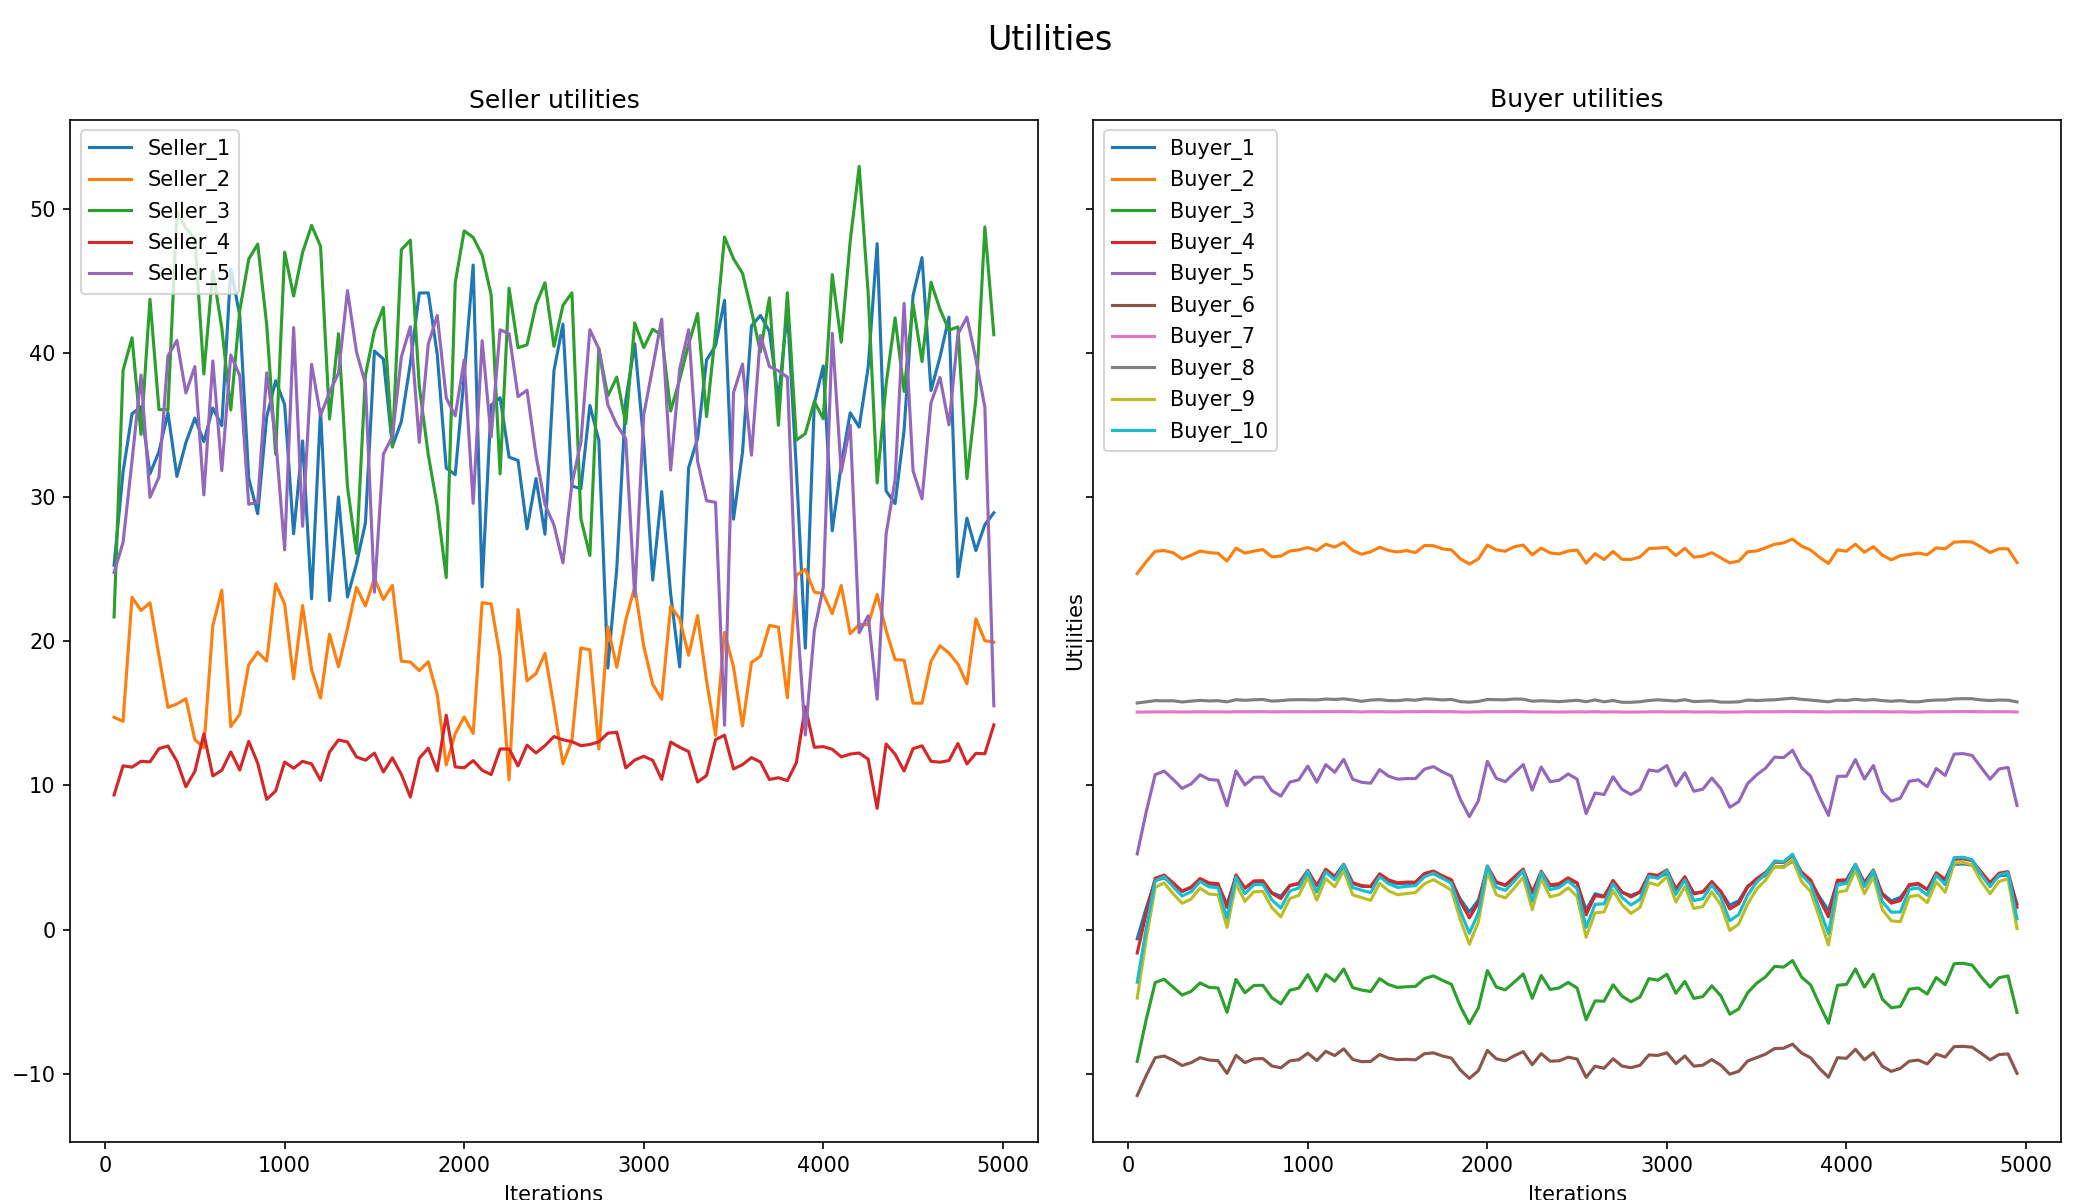 Utilities
Seller utilities
Seller_1
Seller_2
Seller_3
Seller_4
Seller_5
50
40
30
20
10
0
−10
0 1000 2000 3000 4000 5000
Iterations
Buyer utilities
Buyer_1
Buyer_2
Buyer_3
Buyer_4
Buyer_5
Buyer_6
Buyer_7
Buyer_8
Buyer_9
Buyer_10
Utilities
0 1000 2000 3000 4000 5000
Iterations